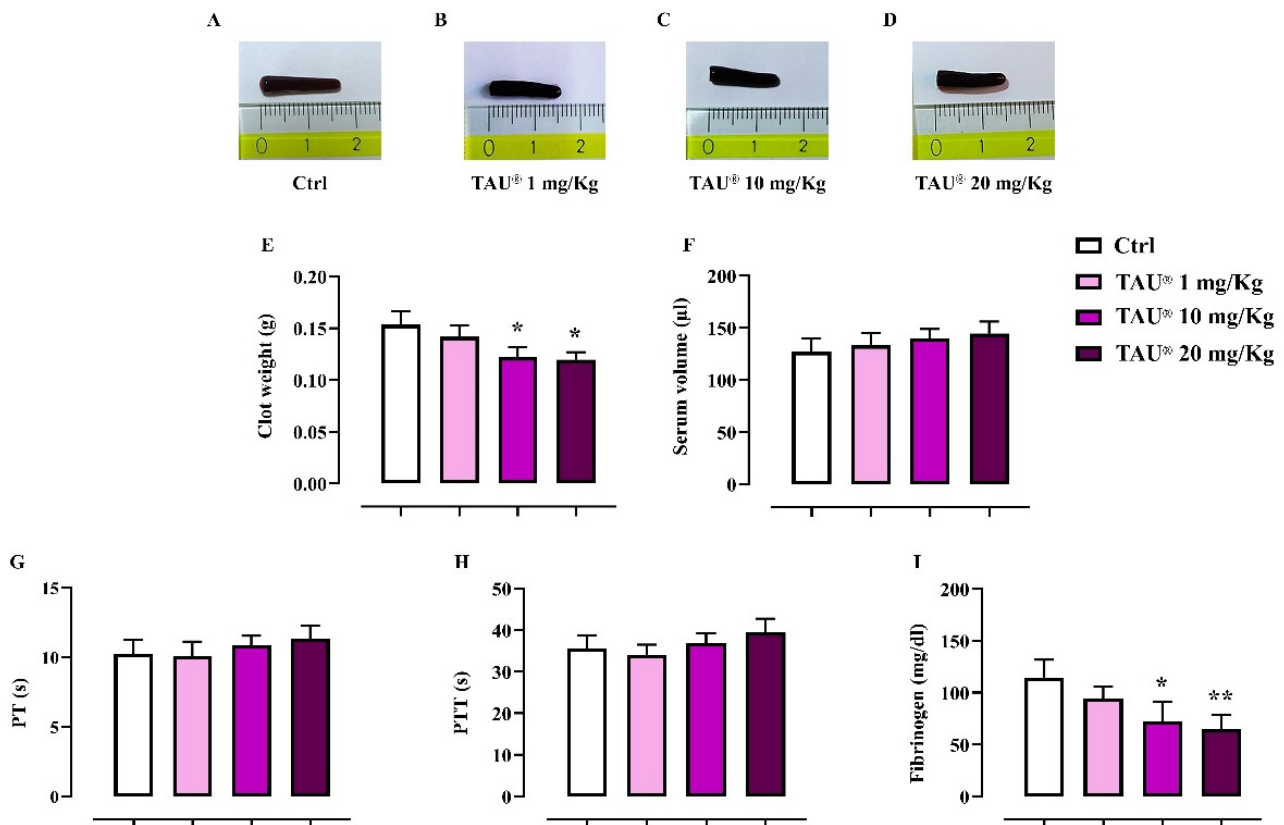 A B C D
0 1 2 0 1 2 0 1 2 0 1 2
Ctrl TAU® 1 mg/Kg TAU® 10 mg/Kg TAU® 20 mg/Kg
E
Clot weight (g)
0.20
0.15
0.10
0.05
0.00
* *
F
Serum volume (µl)
200
150
100
50
0
Ctrl
TAU® 1 mg/Kg
TAU® 10 mg/Kg
TAU® 20 mg/Kg
G
PT (s)
15
10
5
0
H
PTT (s)
50
40
30
20
10
0
I
Fibrinogen (mg/dl)
200
150
100
50
0
* **